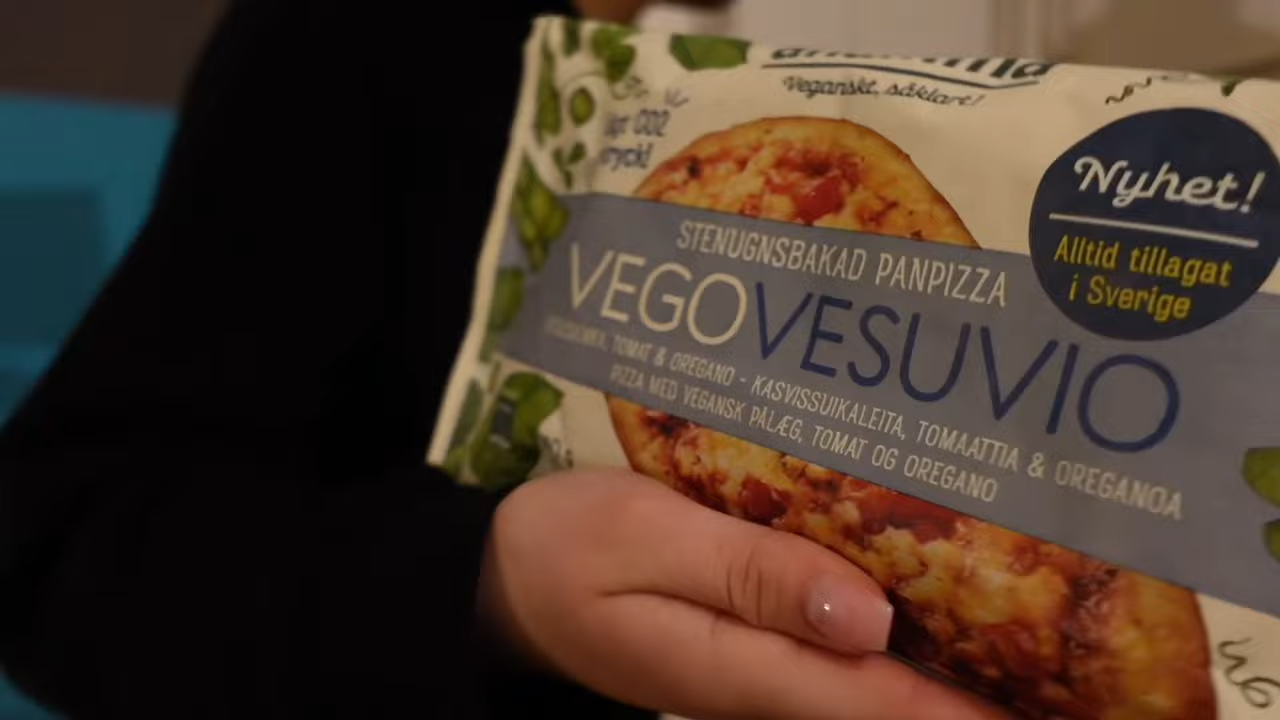 Veganskt, såklart!
CO2
Nyhet!
Alltid tillagat
i Sverige
STENUGNSBAKAD PANPIZZA
VEGOVESUVIO
TOMAT & OREGANO - KASVISSUIKALEITA, TOMAATTIA & OREGANOA
PIZZA MED VEGANSK PÅLÆG, TOMAT OG OREGANO